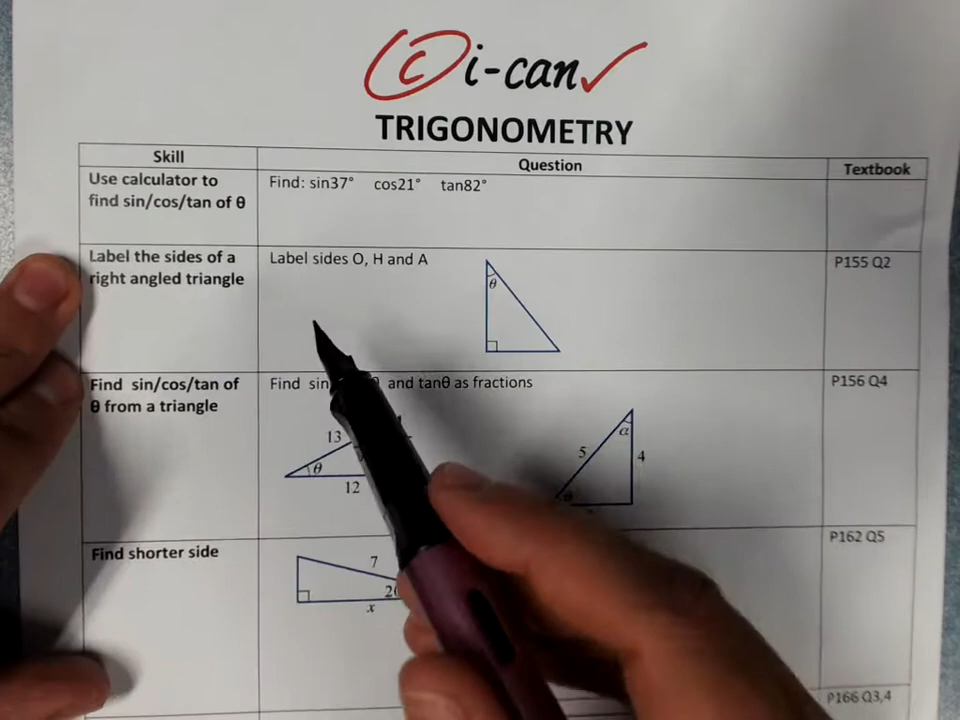 © i-can✓
TRIGONOMETRY
Skill Question Textbook
Use calculator to
find sin/cos/tan of θ
Find: sin37° cos21° tan82°
Label the sides of a
right angled triangle
Label sides O, H and A
θ
P155 Q2
Find sin/cos/tan of
θ from a triangle
Find sin and tanθ as fractions
P156 Q4
13
θ
12
5
α
4
θ
Find shorter side
7
x
P162 Q5
P166 Q3,4